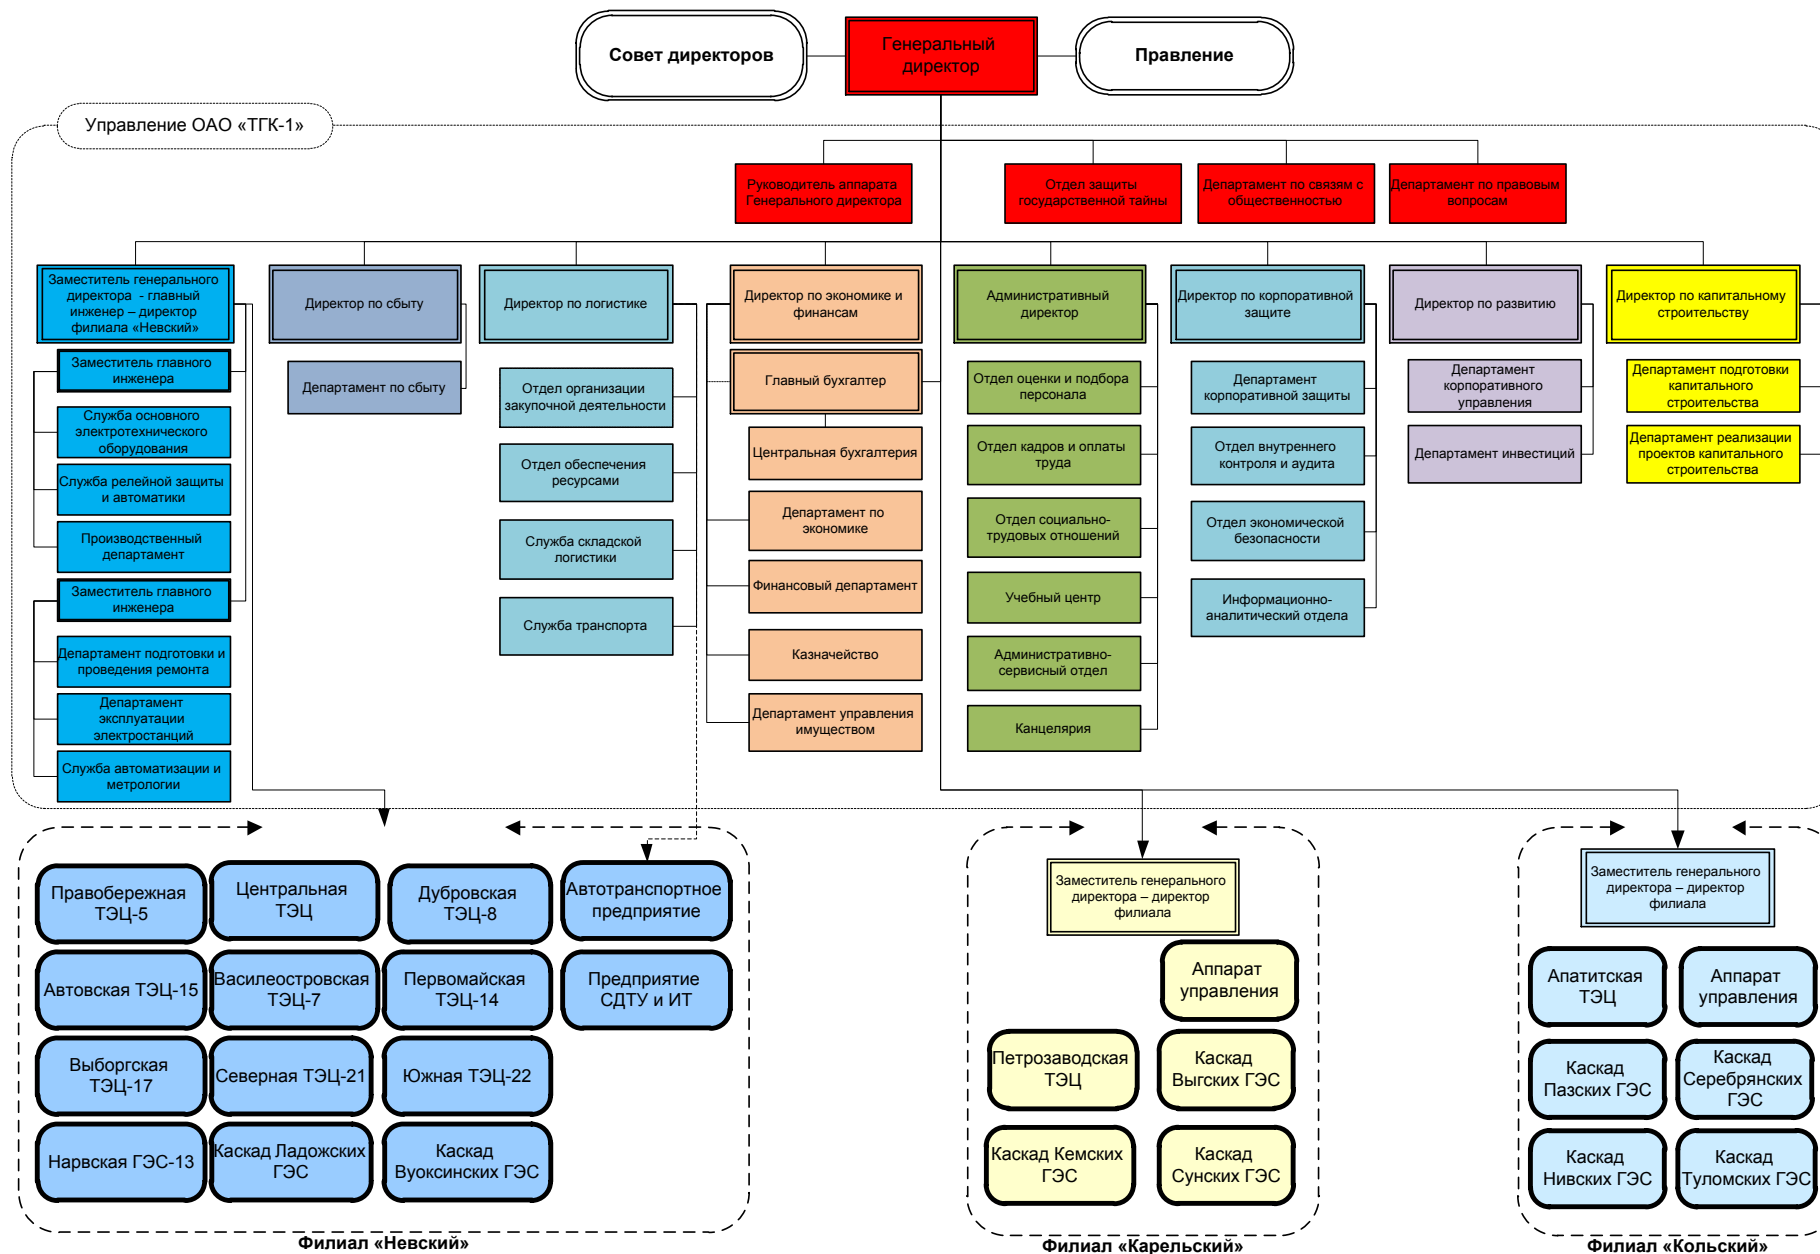 Совет директоров
Генеральный
директор
Правление
Управление ОАО «ТГК-1»
Руководитель аппарата
Генерального директора
Отдел защиты
государственной тайны
Департамент по связям с
общественностью
Департамент по правовым
вопросам
Заместитель генерального
директора - главный
инженер – директор
филиала «Невский»
Директор по сбыту
Директор по логистике
Директор по экономике и
финансам
Административный
директор
Директор по корпоративной
защите
Директор по развитию
Директор по капитальному
строительству
Заместитель главного
инженера
Служба основного
электротехнического
оборудования
Служба релейной защиты
и автоматики
Производственный
департамент
Заместитель главного
инженера
Департамент подготовки и
проведения ремонта
Департамент
эксплуатации
электростанций
Служба автоматизации и
метрологии
Департамент по сбыту
Отдел организации
закупочной деятельности
Отдел обеспечения
ресурсами
Служба складской
логистики
Служба транспорта
Главный бухгалтер
Центральная бухгалтерия
Департамент по
экономике
Финансовый департамент
Казначейство
Департамент управления
имуществом
Отдел оценки и подбора
персонала
Отдел кадров и оплаты
труда
Отдел социально-
трудовых отношений
Учебный центр
Административно-
сервисный отдел
Канцелярия
Департамент
корпоративной защиты
Отдел внутреннего
контроля и аудита
Отдел экономической
безопасности
Информационно-
аналитический отдела
Департамент
корпоративного
управления
Департамент инвестиций
Департамент подготовки
капитального
строительства
Департамент реализации
проектов капитального
строительства
Правобережная
ТЭЦ-5
Центральная
ТЭЦ
Дубровская
ТЭЦ-8
Автотранспортное
предприятие
Автовская ТЭЦ-15
Василеостровская
ТЭЦ-7
Первомайская
ТЭЦ-14
Предприятие
СДТУ и ИТ
Выборгская
ТЭЦ-17
Северная ТЭЦ-21
Южная ТЭЦ-22
Нарвская ГЭС-13
Каскад Ладожских
ГЭС
Каскад
Вуоксинских ГЭС
Филиал «Невский»
Заместитель генерального
директора – директор
филиала
Аппарат
управления
Петрозаводская
ТЭЦ
Каскад
Выгских ГЭС
Каскад Кемских
ГЭС
Каскад
Сунских ГЭС
Филиал «Карельский»
Заместитель генерального
директора – директор
филиала
Апатитская
ТЭЦ
Аппарат
управления
Каскад
Пазских ГЭС
Каскад
Серебрянских
ГЭС
Каскад
Нивских ГЭС
Каскад
Туломских ГЭС
Филиал «Кольский»